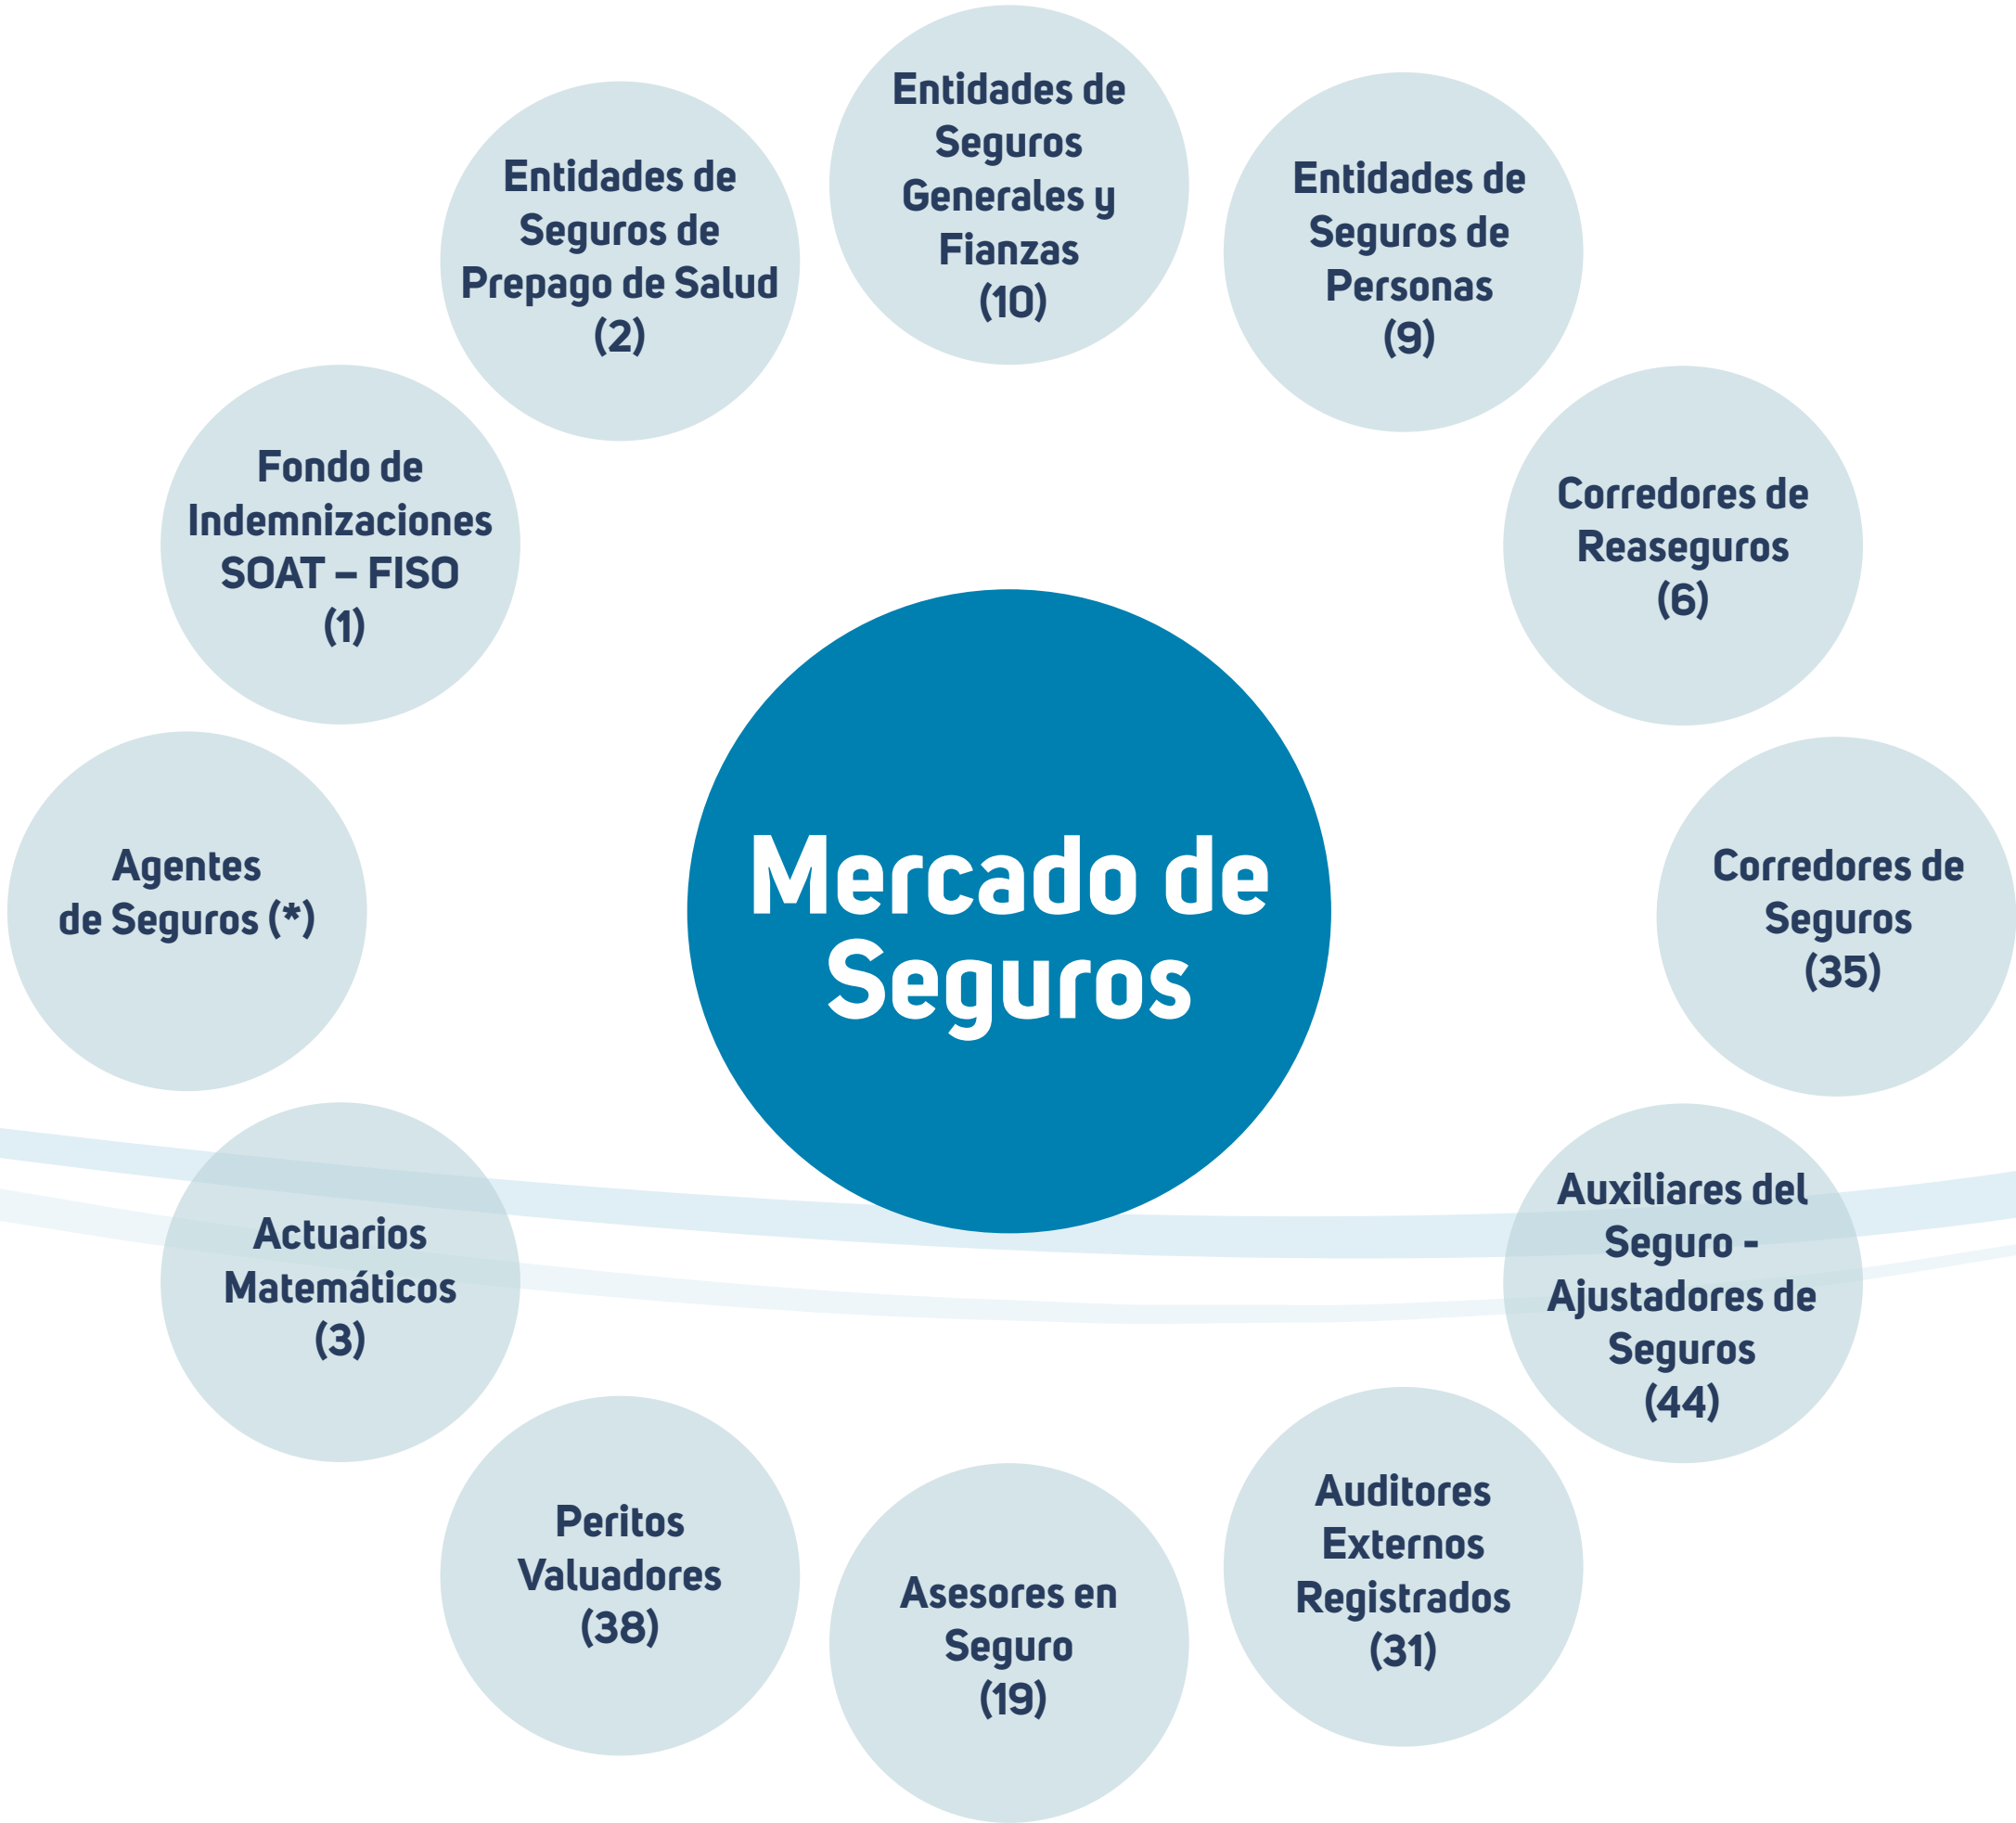 Entidades de
Seguros
Generales y
Fianzas
(10)
Entidades de
Seguros de
Personas
(9)
Corredores de
Reaseguros
(6)
Corredores de
Seguros
(35)
Auxiliares del
Seguro -
Ajustadores de
Seguros
(44)
Auditores
Externos
Registrados
(31)
Asesores en
Seguro
(19)
Peritos
Valuadores
(38)
Actuarios
Matemáticos
(3)
Agentes
de Seguros (*)
Fondo de
Indemnizaciones
SOAT – FISO
(1)
Entidades de
Seguros de
Prepago de Salud
(2)
Mercado de
Seguros